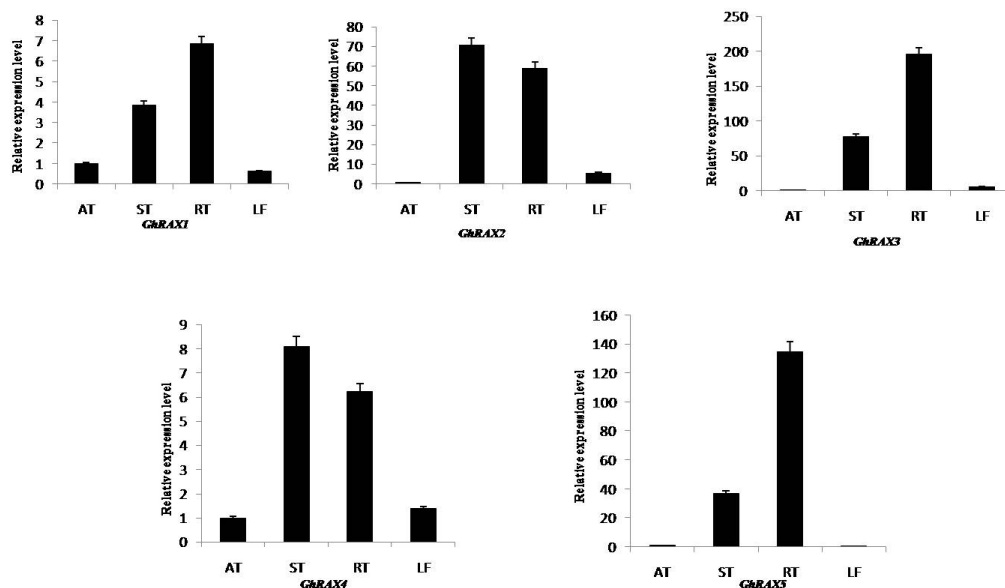 Relative expression level
8
7
6
5
4
3
2
1
0
AT ST RT LF
GhRAX1
Relative expression level
80
70
60
50
40
30
20
10
0
AT ST RT LF
GhRAX2
Relative expression level
250
200
150
100
50
0
AT ST RT LF
GhRAX3
Relative expression level
9
8
7
6
5
4
3
2
1
0
AT ST RT LF
GhRAX4
Relative expression level
160
140
120
100
80
60
40
20
0
AT ST RT LF
GhRAX5